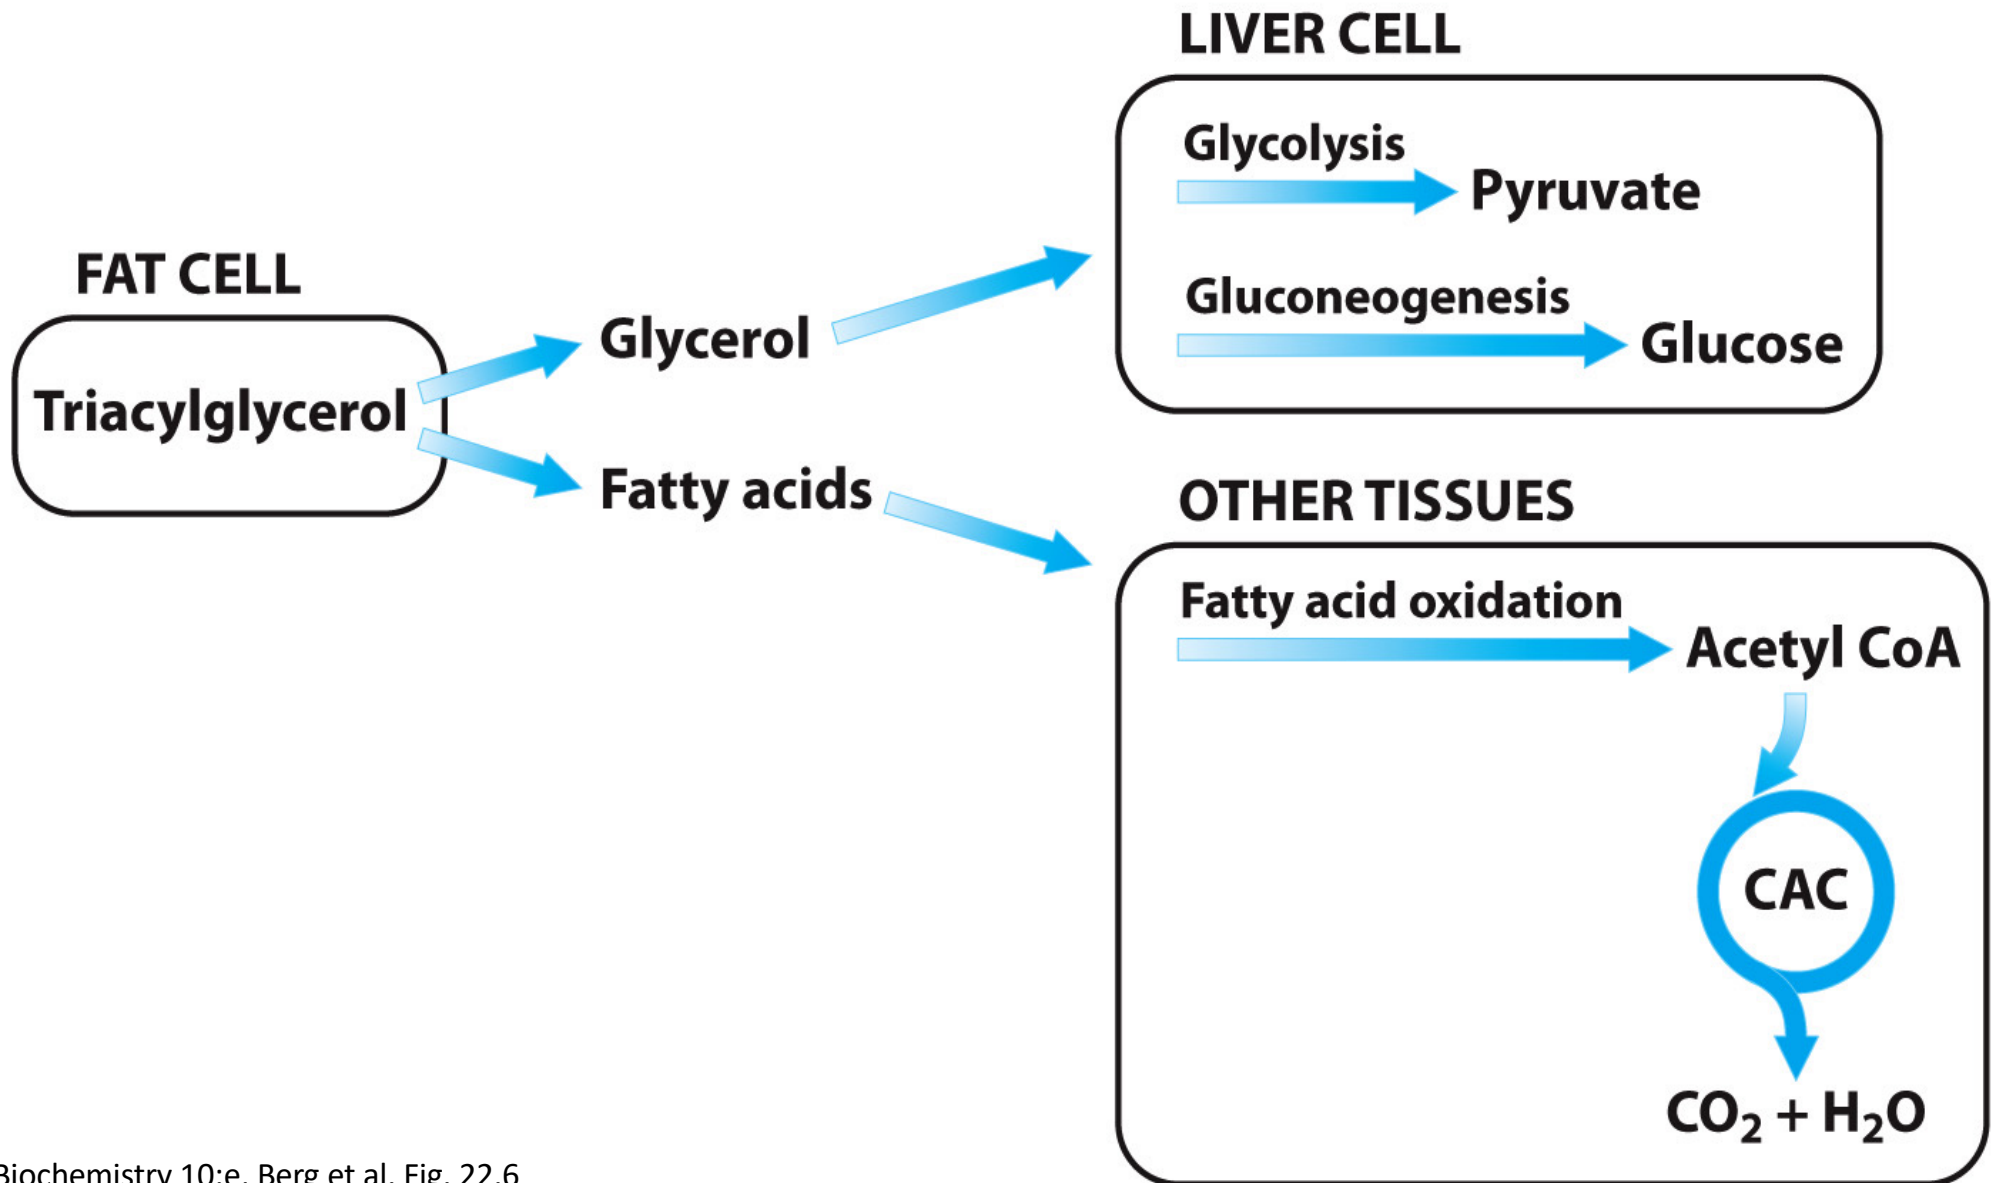 LIVER CELL
Glycolysis
Pyruvate
Gluconeogenesis
Glucose
FAT CELL
Triacylglycerol
Glycerol
Fatty acids
OTHER TISSUES
Fatty acid oxidation
Acetyl CoA
CAC
CO₂ + H₂O
Biochemistry 10:e, Berg et al. Fig. 22.6